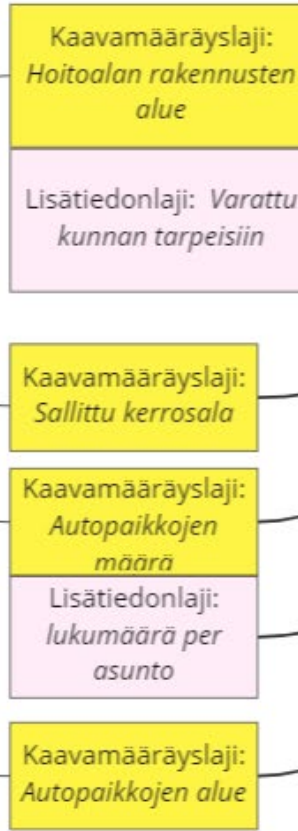 Kaavamääräyslaji:
Hoitoalan rakennusten
alue
Lisätiedonlaji: Varattu
kunnan tarpeisiin
Kaavamääräyslaji:
Sallittu kerrosala
Kaavamääräyslaji:
Autopaikkojen
määrä
Lisätiedonlaji:
lukumäärä per
asunto
Kaavamääräyslaji:
Autopaikkojen alue